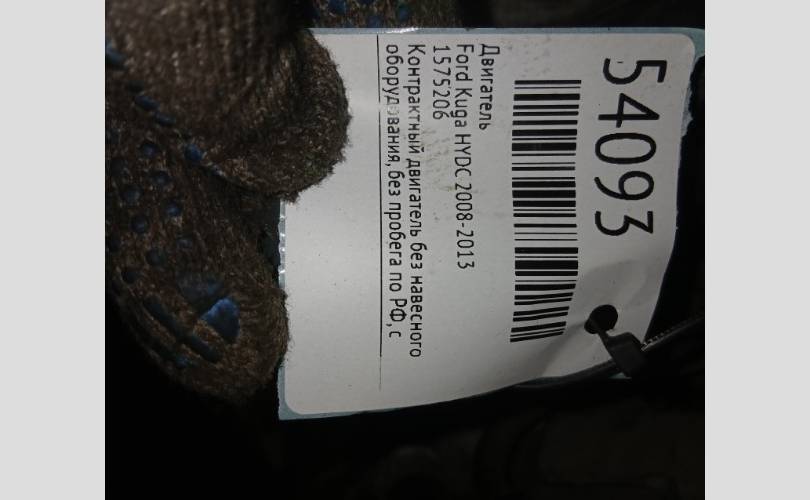 54093
Двигатель
Ford Kuga HYDC 2008-2013
1575206
Контрактный двигатель без навесного
оборудования, без пробега по РФ, с